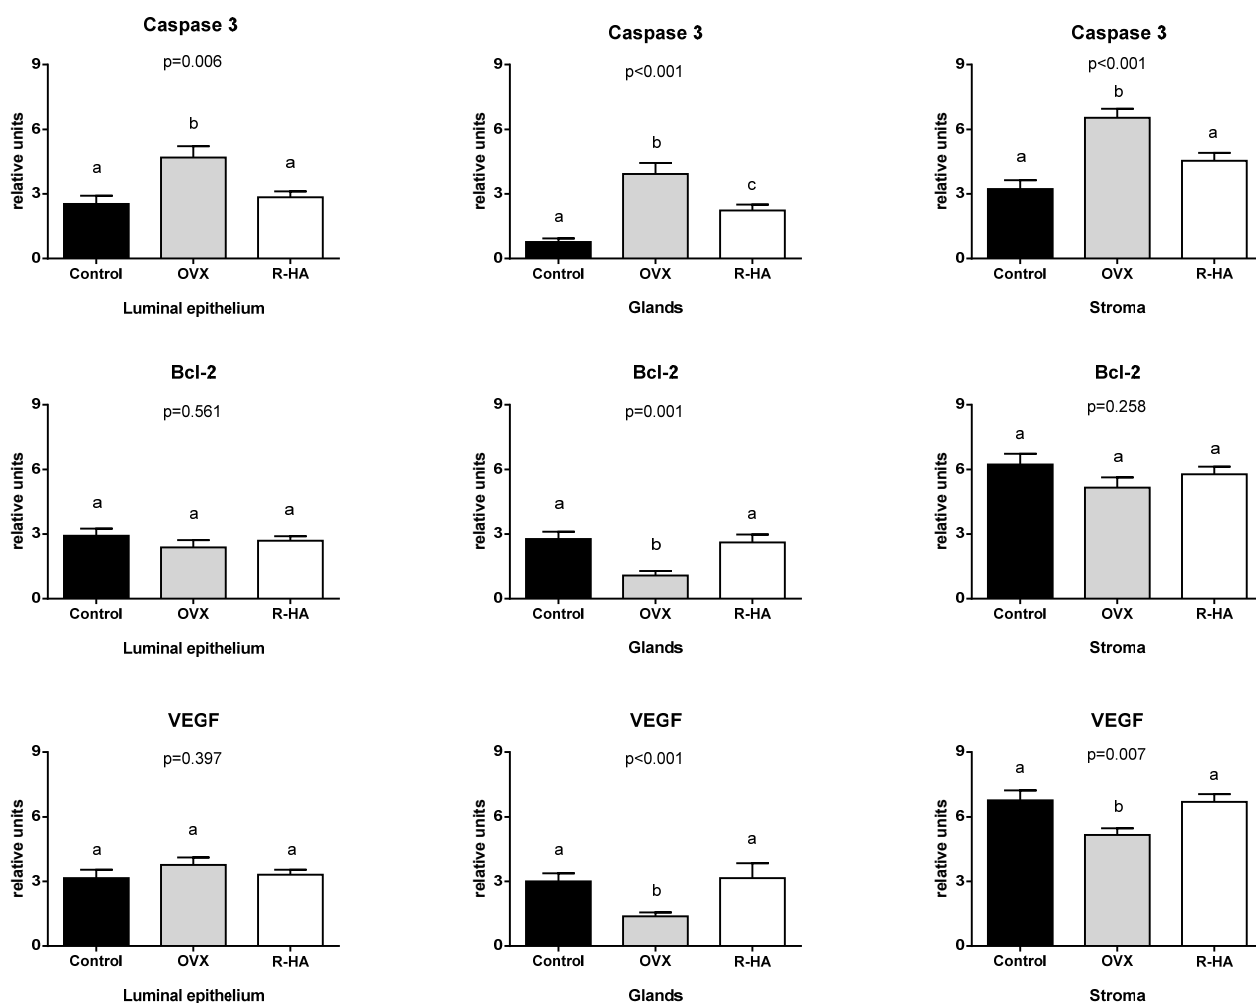 Caspase 3
p=0.006
9
6
3
0
relative units
a
b
a
Control OVX R-HA
Luminal epithelium
Caspase 3
p<0.001
9
6
3
0
relative units
a
b
c
Control OVX R-HA
Glands
Caspase 3
p<0.001
9
6
3
0
relative units
a
b
a
Control OVX R-HA
Stroma
Bcl-2
p=0.561
9
6
3
0
relative units
a
a
a
Control OVX R-HA
Luminal epithelium
Bcl-2
p=0.001
9
6
3
0
relative units
a
b
a
Control OVX R-HA
Glands
Bcl-2
p=0.258
9
6
3
0
relative units
a
a
a
Control OVX R-HA
Stroma
VEGF
p=0.397
9
6
3
0
relative units
a
a
a
Control OVX R-HA
Luminal epithelium
VEGF
p<0.001
9
6
3
0
relative units
a
b
a
Control OVX R-HA
Glands
VEGF
p=0.007
9
6
3
0
relative units
a
b
a
Control OVX R-HA
Stroma